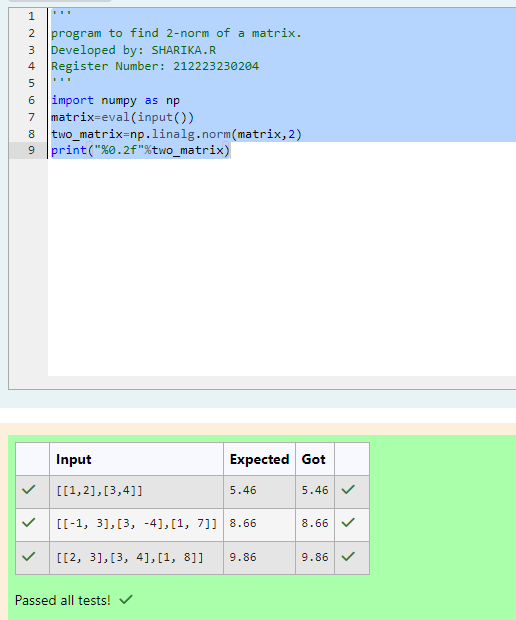 1 '''
2 program to find 2-norm of a matrix.
3 Developed by: SHARIKA.R
4 Register Number: 212223230204
5 '''
6 import numpy as np
7 matrix=eval(input())
8 two_matrix=np.linalg.norm(matrix,2)
9 print("%0.2f"%two_matrix)
Input Expected Got
[[1,2],[3,4]] 5.46 5.46
[[-1, 3],[3, -4],[1, 7]] 8.66 8.66
[[2, 3],[3, 4],[1, 8]] 9.86 9.86
Passed all tests!